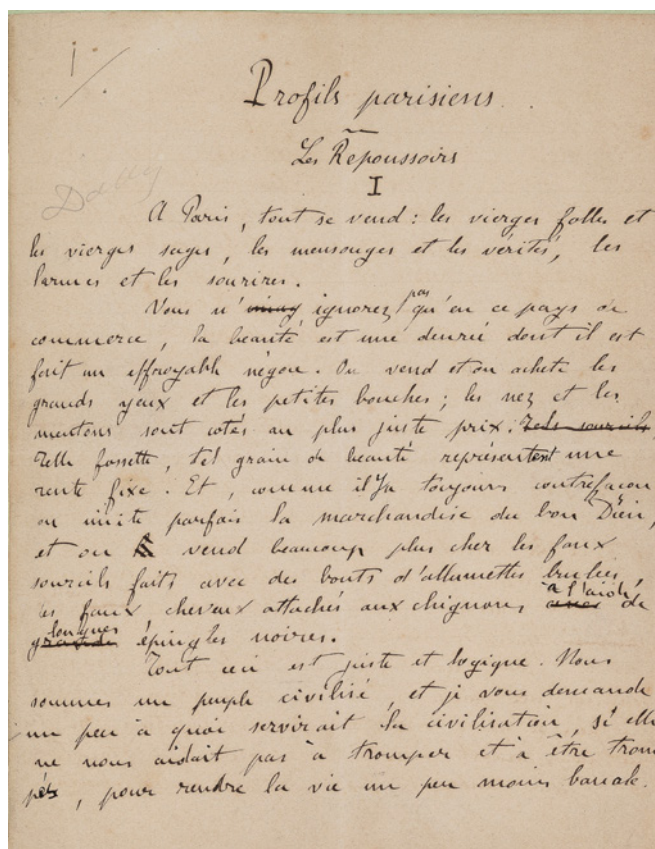 1.
Profils parisiens.
Les Repoussoirs
I
A Paris, tout se vend : les vierges folles et
les vierges sages, les mensonges et les vérités, les
larmes et les sourires.
Vous n' ignorez pas qu'en ce pays de
commerce, la beauté est une denrée dont il est
fait un effroyable négoce. On vend et on achète les
grands yeux et les petites bouches ; les nez et les
mentons sont cotés au plus juste prix. Tels sourcils
Telle fossette, tel grain de beauté représentent une
rente fixe. Et, comme il y a toujours contrefaçon
on imite parfois la marchandise du bon Dieu,
et on vend beaucoup plus cher les faux
sourcils faits avec des bouts d'allumettes brulées,
les faux cheveux attachés aux chignons à l'aide de
longues épingles noires.
Tout ceci est juste et logique. Nous
sommes un peuple civilisé, et je vous demande
un peu à quoi servirait la civilisation, si elle
ne nous aidait pas à tromper et à être trom
pés, pour rendre la vie un peu moins banale.